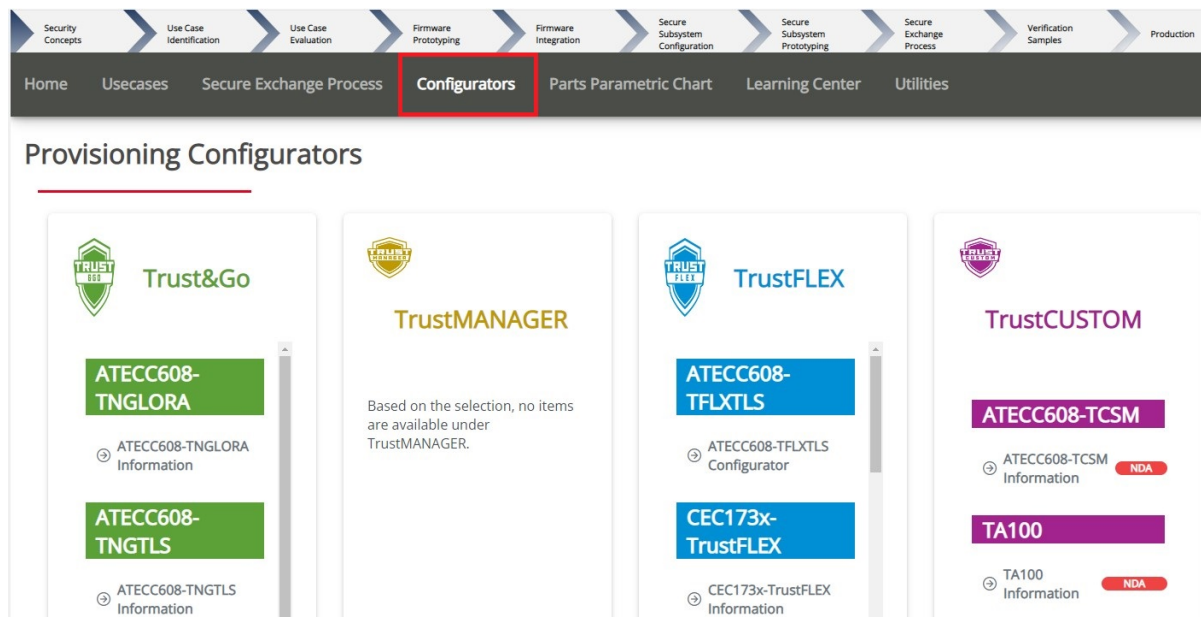 Security
Concepts
Use Case
Identification
Use Case
Evaluation
Firmware
Prototyping
Firmware
Integration
Secure
Subsystem
Configuration
Secure
Subsystem
Prototyping
Secure
Exchange
Process
Verification
Samples
Production
Home Usecases Secure Exchange Process Configurators Parts Parametric Chart Learning Center Utilities
Provisioning Configurators
TRUST
GO
Trust&Go
ATECC608-
TNGLORA
ATECC608-TNGLORA
Information
ATECC608-
TNGTLS
ATECC608-TNGTLS
Information
TRUST
MANAGER
TrustMANAGER
Based on the selection, no items
are available under
TrustMANAGER.
TRUST
FLEX
TrustFLEX
ATECC608-
TFLXTLS
ATECC608-TFLXTLS
Configurator
CEC173x-
TrustFLEX
CEC173x-TrustFLEX
Information
TRUST
CUSTOM
TrustCUSTOM
ATECC608-TCSM
ATECC608-TCSM
Information
NDA
TA100
TA100
Information
NDA